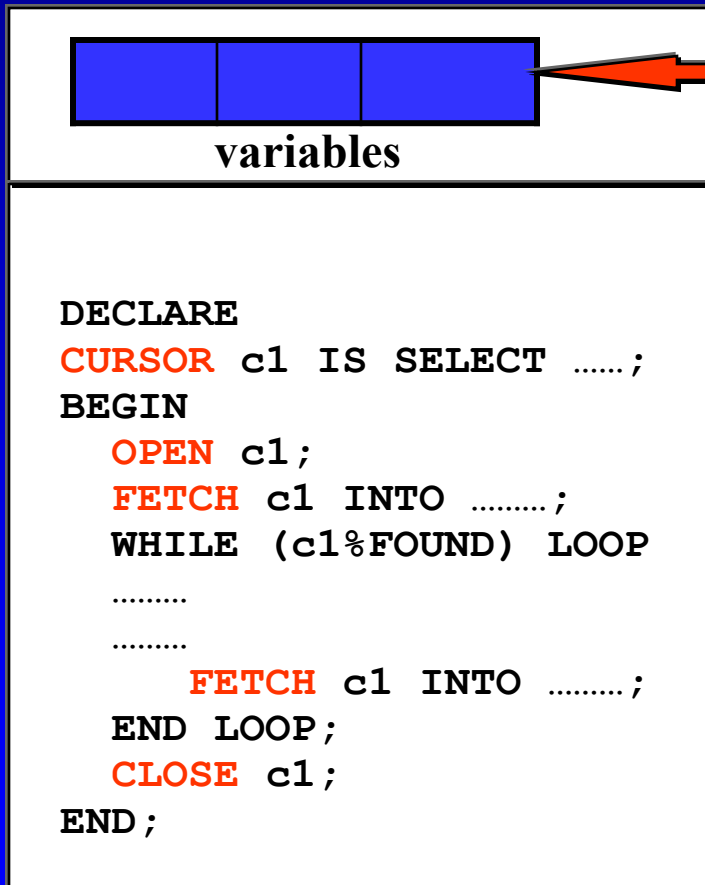 variables
DECLARE
CURSOR c1 IS SELECT ……;
BEGIN
OPEN c1;
FETCH c1 INTO ………;
WHILE (c1%FOUND) LOOP
………
………
FETCH c1 INTO ………;
END LOOP;
CLOSE c1;
END;